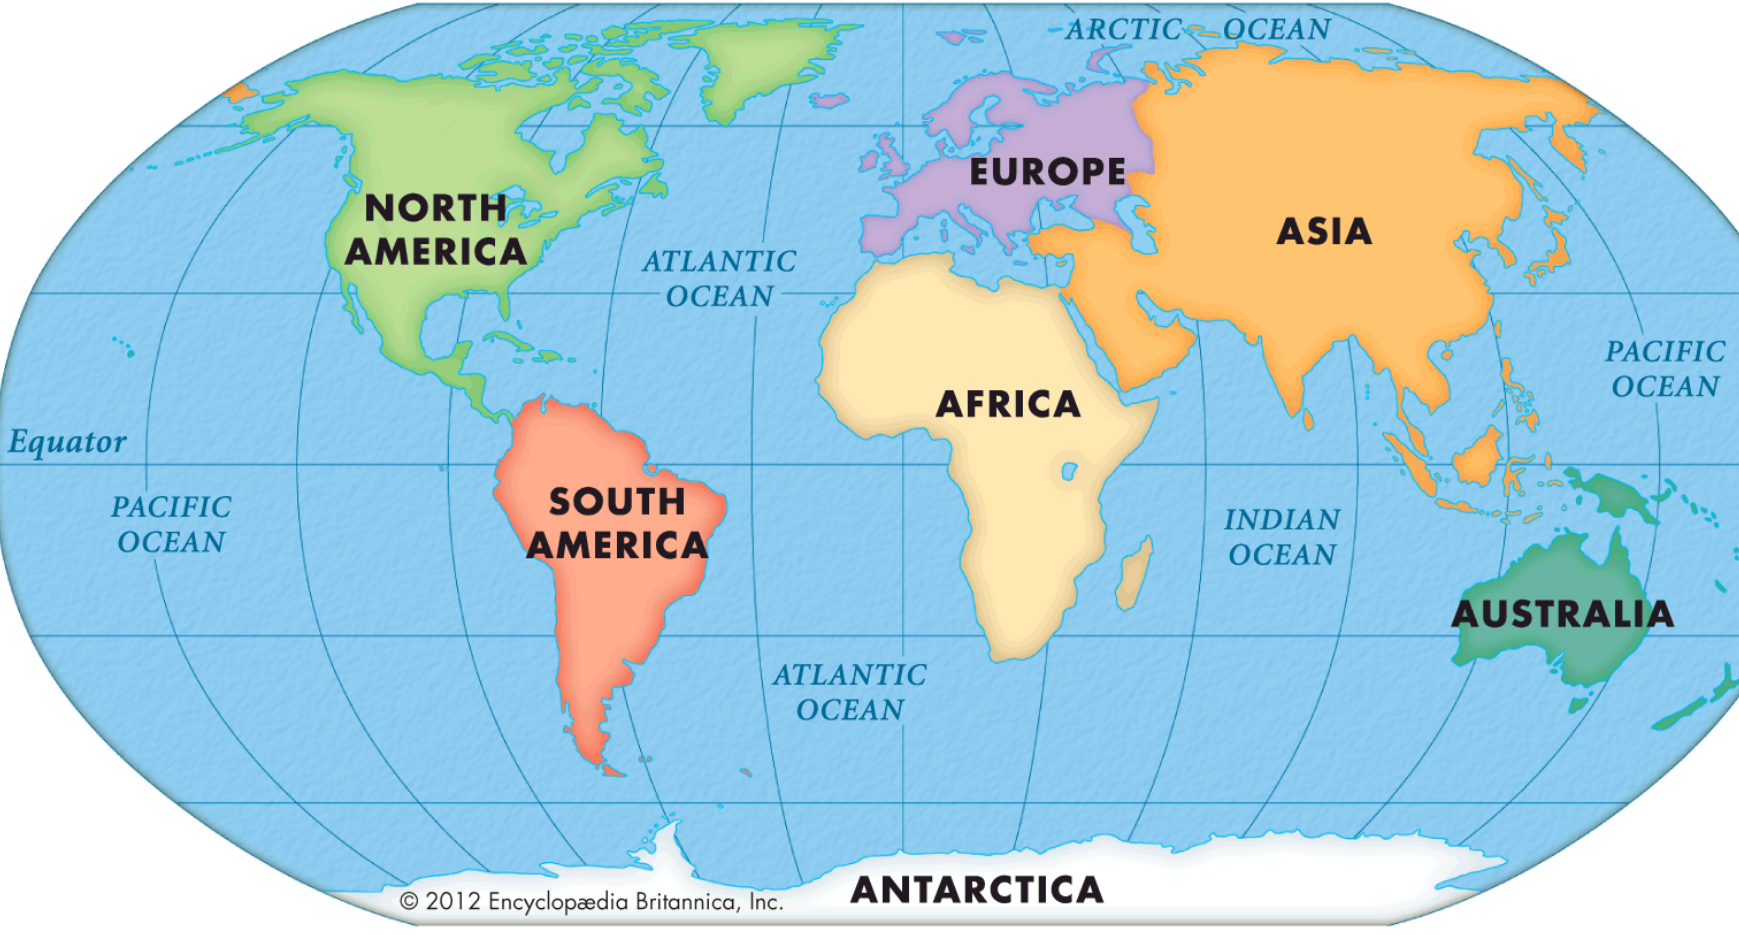 ARCTIC OCEAN
EUROPE
NORTH
AMERICA
ASIA
ATLANTIC
OCEAN
PACIFIC
OCEAN
AFRICA
Equator
SOUTH
AMERICA
PACIFIC
OCEAN
INDIAN
OCEAN
AUSTRALIA
ATLANTIC
OCEAN
ANTARCTICA
© 2012 Encyclopædia Britannica, Inc.